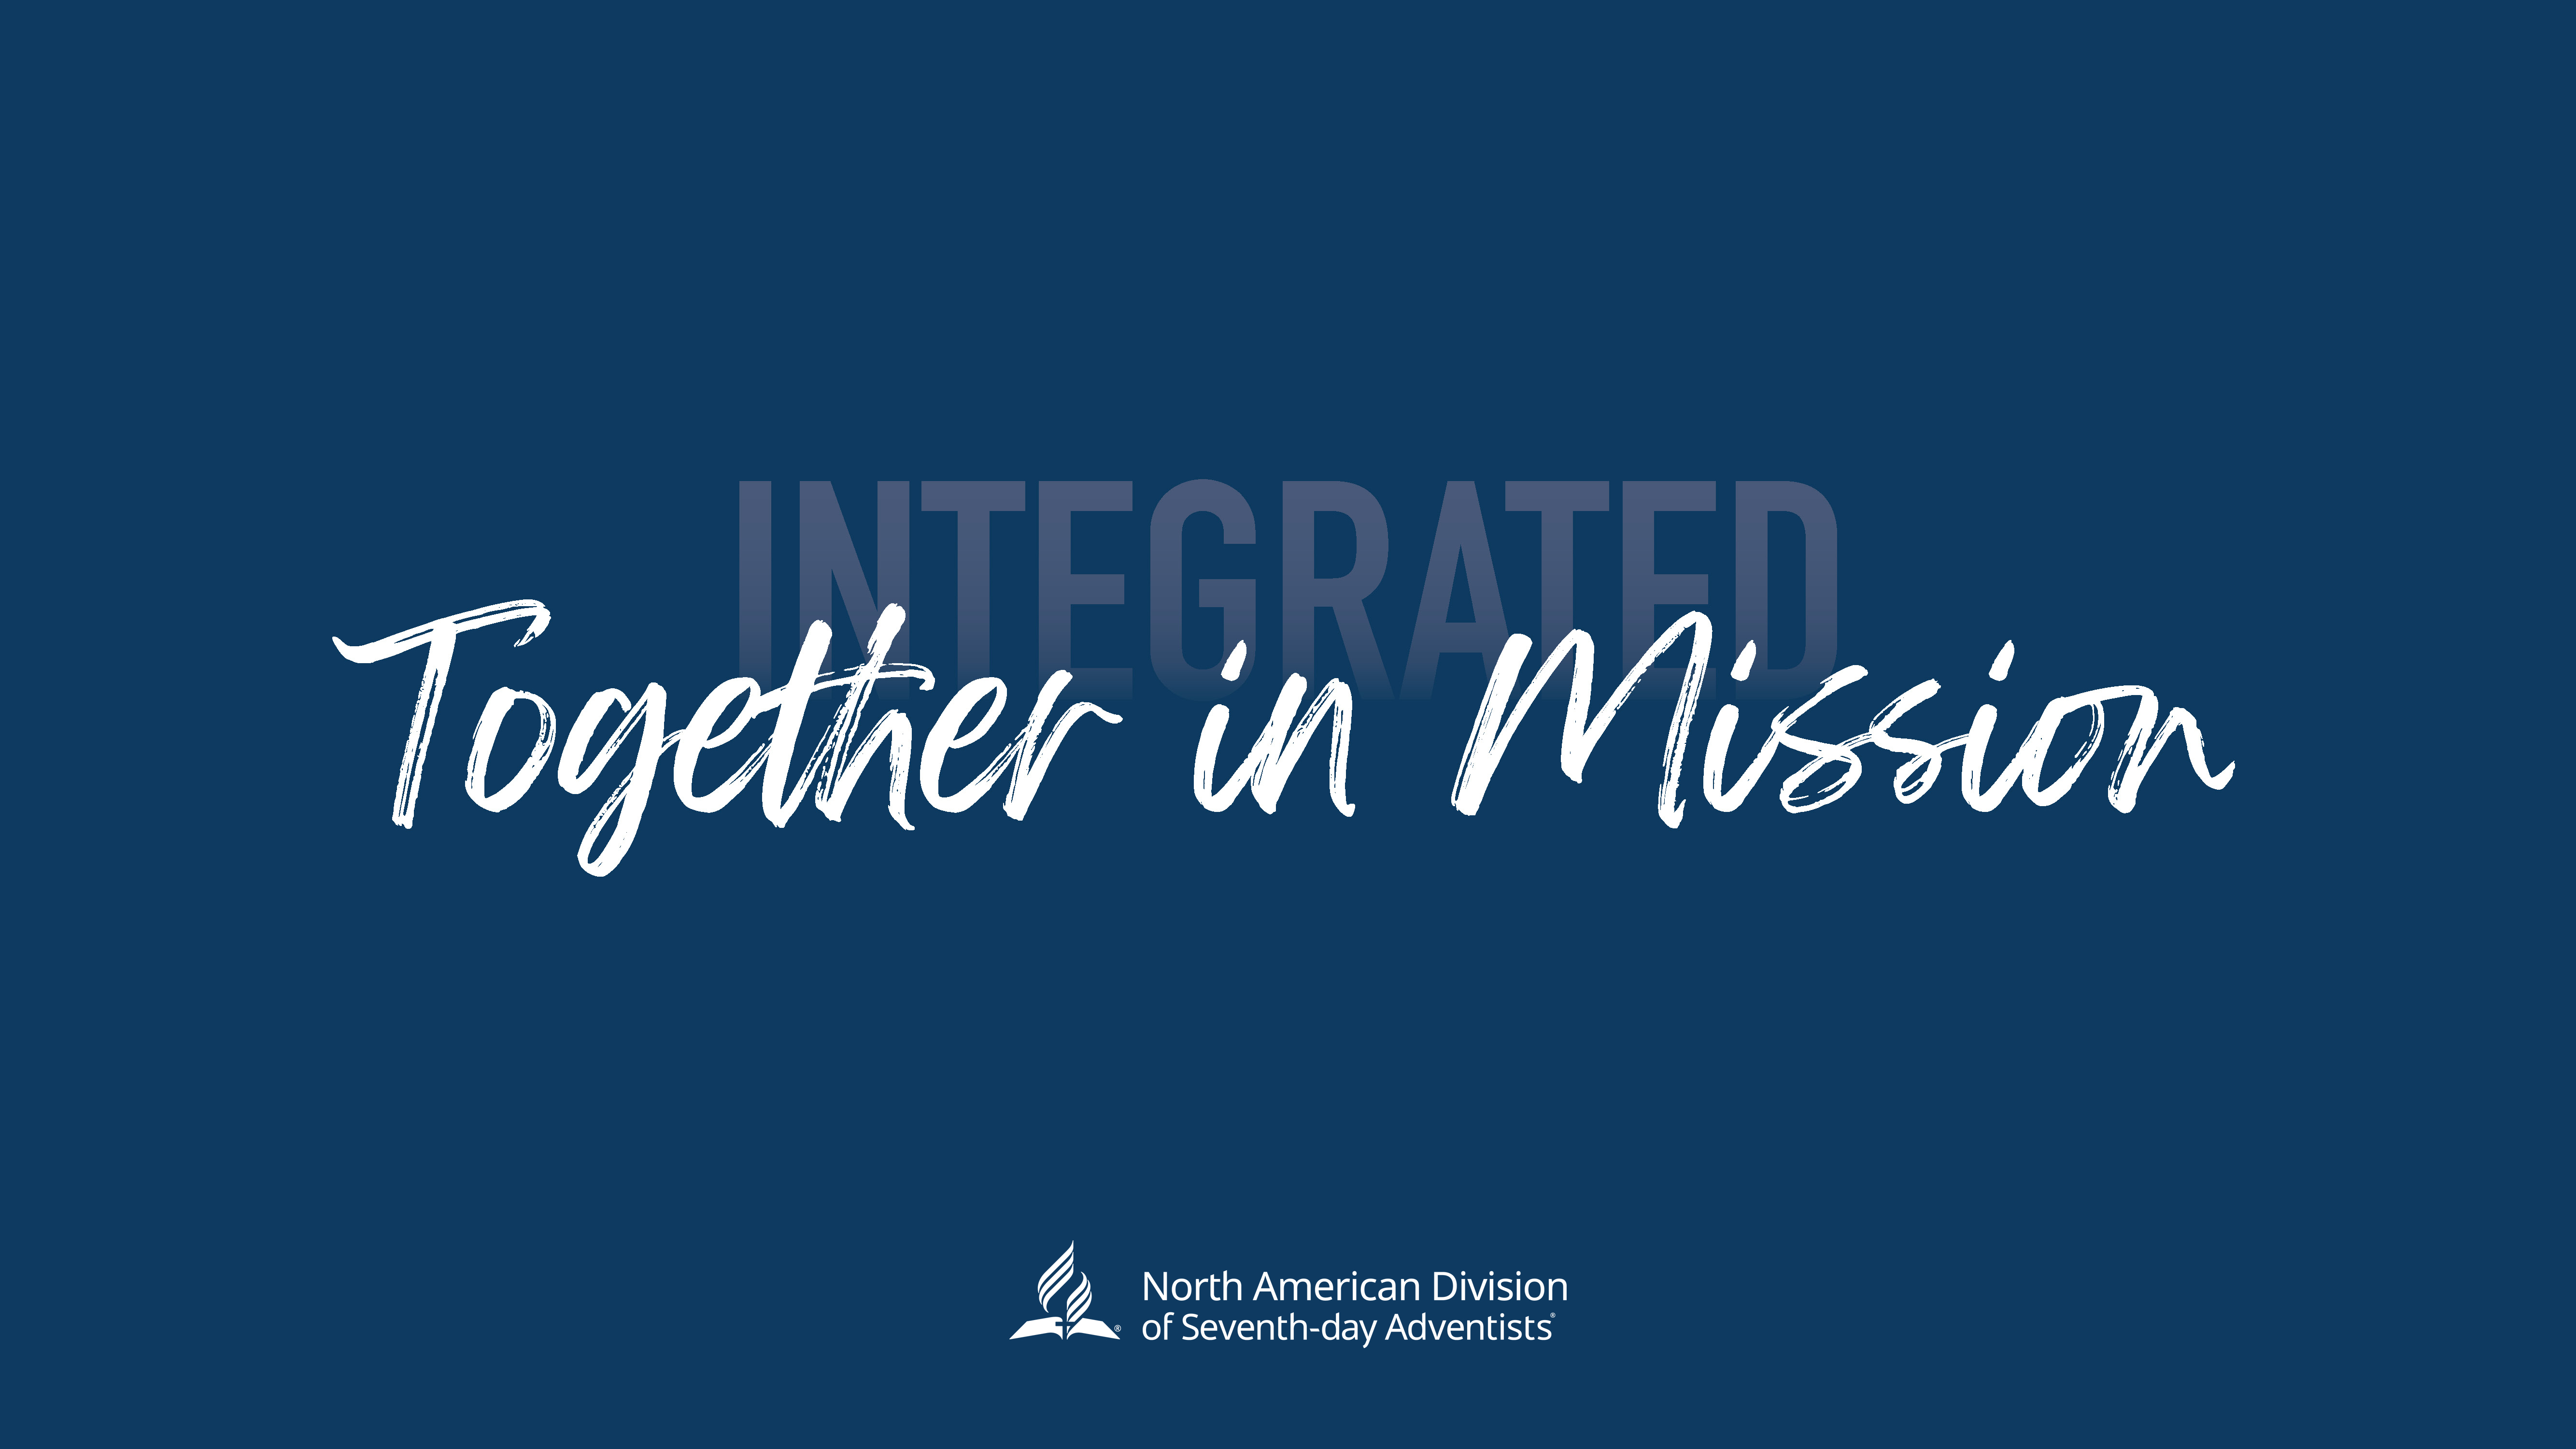 INTEGRATED
Together in Mission
North American Division
of Seventh-day Adventists®
®